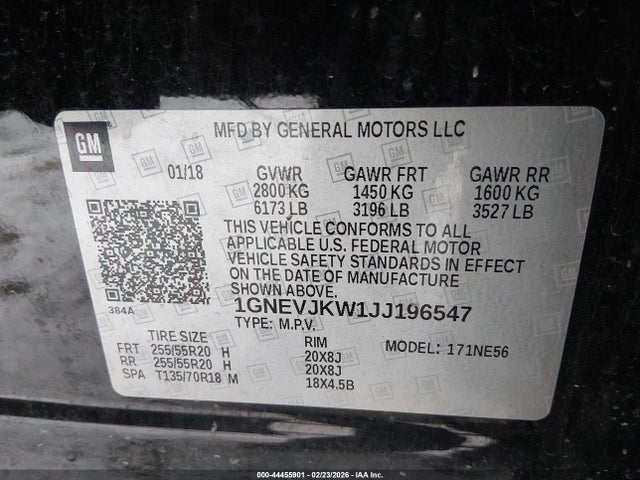 GM
MFD BY GENERAL MOTORS LLC
01/18 GVWR GAWR FRT GAWR RR
2800 KG 1450 KG 1600 KG
6173 LB 3196 LB 3527 LB
THIS VEHICLE CONFORMS TO ALL
APPLICABLE U.S. FEDERAL MOTOR
VEHICLE SAFETY STANDARDS IN EFFECT
ON THE DATE OF MANUFACTURE
SHOWN ABOVE.
384A
1GNEVJKW1JJ196547
TYPE: M.P.V.
TIRE SIZE RIM MODEL: 171NE56
FRT 255/55R20 H 20X8J
RR 255/55R20 H 20X8J
SPA T135/70R18 M 18X4.5B
000-44455901 - 02/23/2026 - IAA Inc.